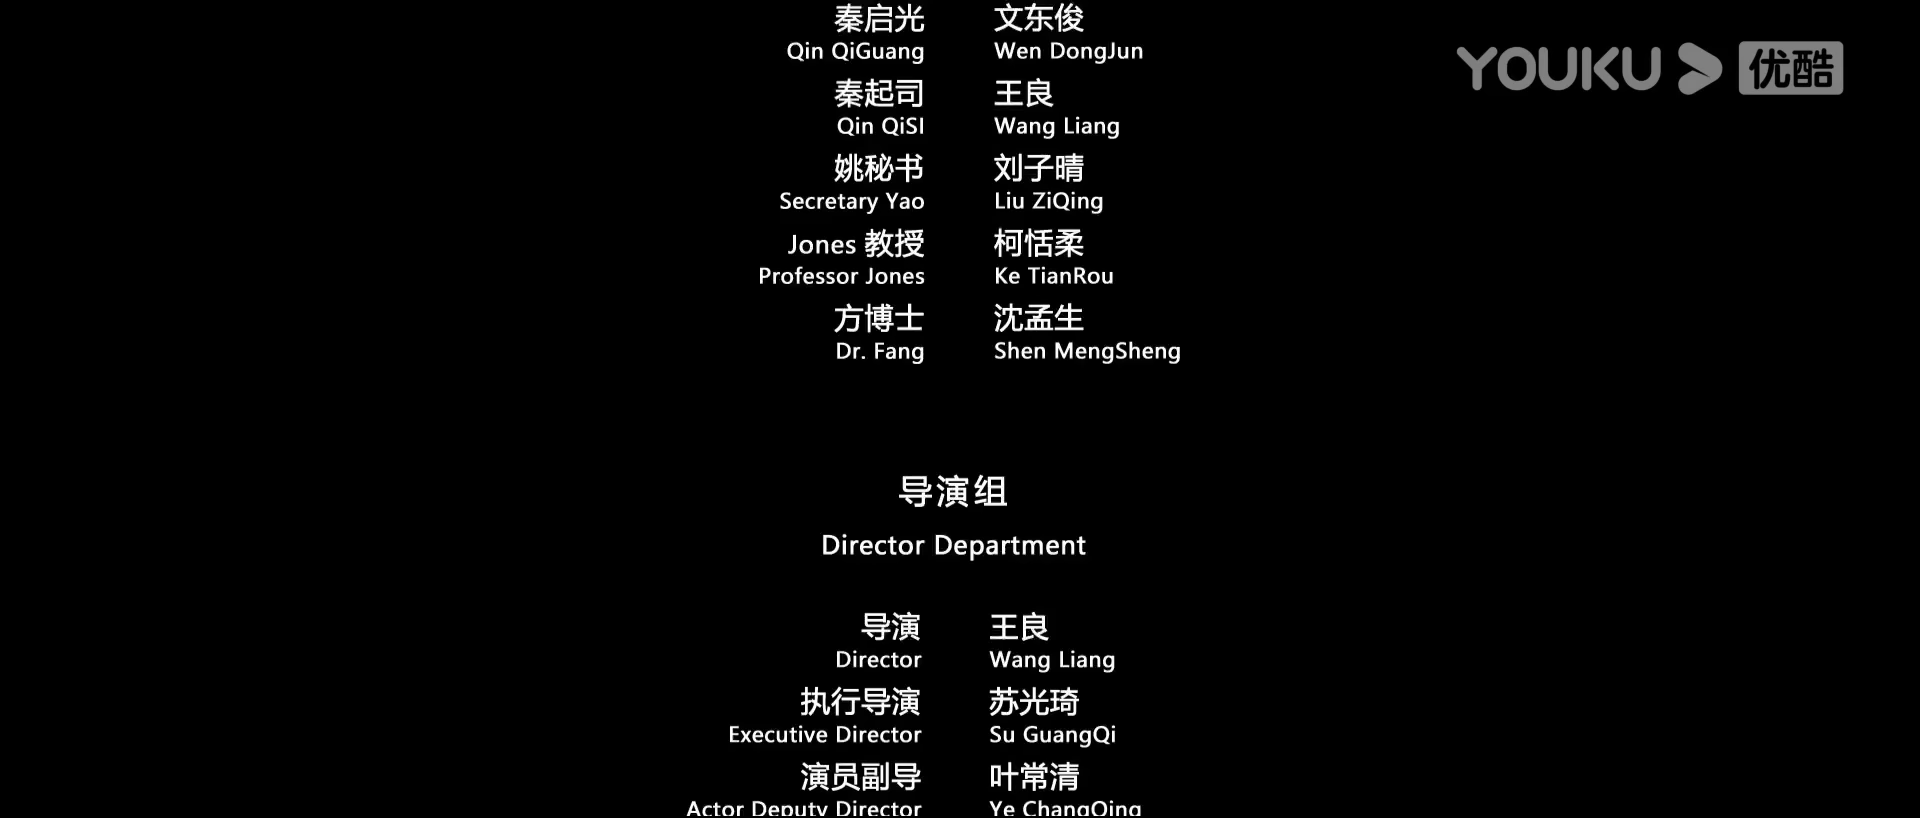 秦启光 文东俊
Qin QiGuang Wen DongJun
YOUKU 优酷
秦起司 王良
Qin QiSI Wang Liang
姚秘书 刘子晴
Secretary Yao Liu ZiQing
Jones 教授 柯恬柔
Professor Jones Ke TianRou
方博士 沈孟生
Dr. Fang Shen MengSheng
导演组
Director Department
导演 王良
Director Wang Liang
执行导演 苏光琦
Executive Director Su GuangQi
演员副导 叶常清
Actor Deputy Director Ye ChangQing